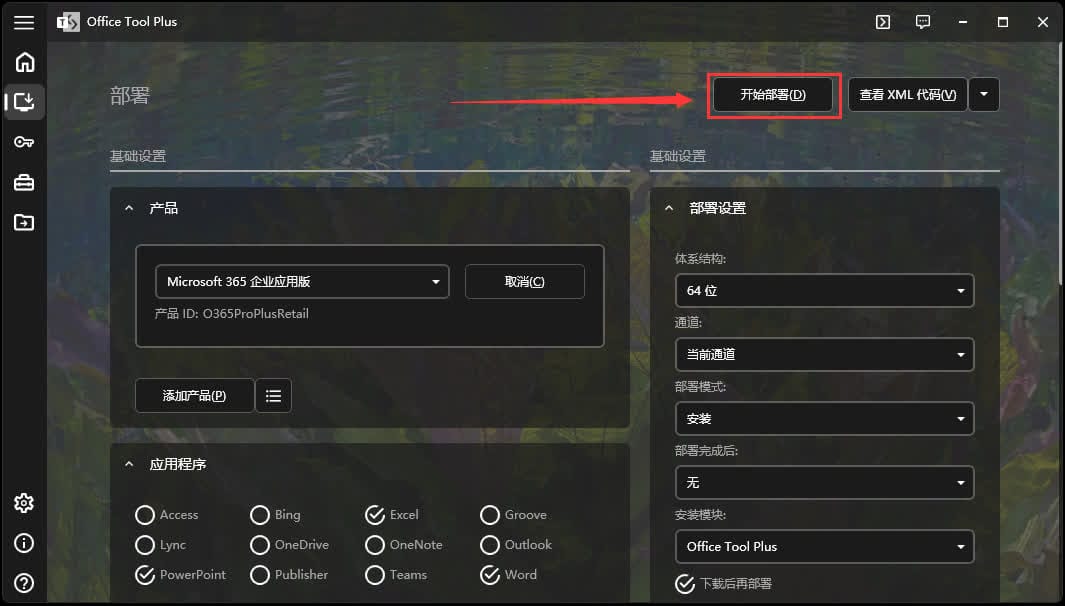 Office Tool Plus
部署
开始部署(D)
查看 XML 代码(V)
基础设置
产品
Microsoft 365 企业应用版
取消(C)
产品 ID: O365ProPlusRetail
添加产品(P)
应用程序
Access
Bing
Excel
Groove
Lync
OneDrive
OneNote
Outlook
PowerPoint
Publisher
Teams
Word
基础设置
部署设置
体系结构:
64 位
通道:
当前通道
部署模式:
安装
部署完成后:
无
安装模块:
Office Tool Plus
下载后再部署